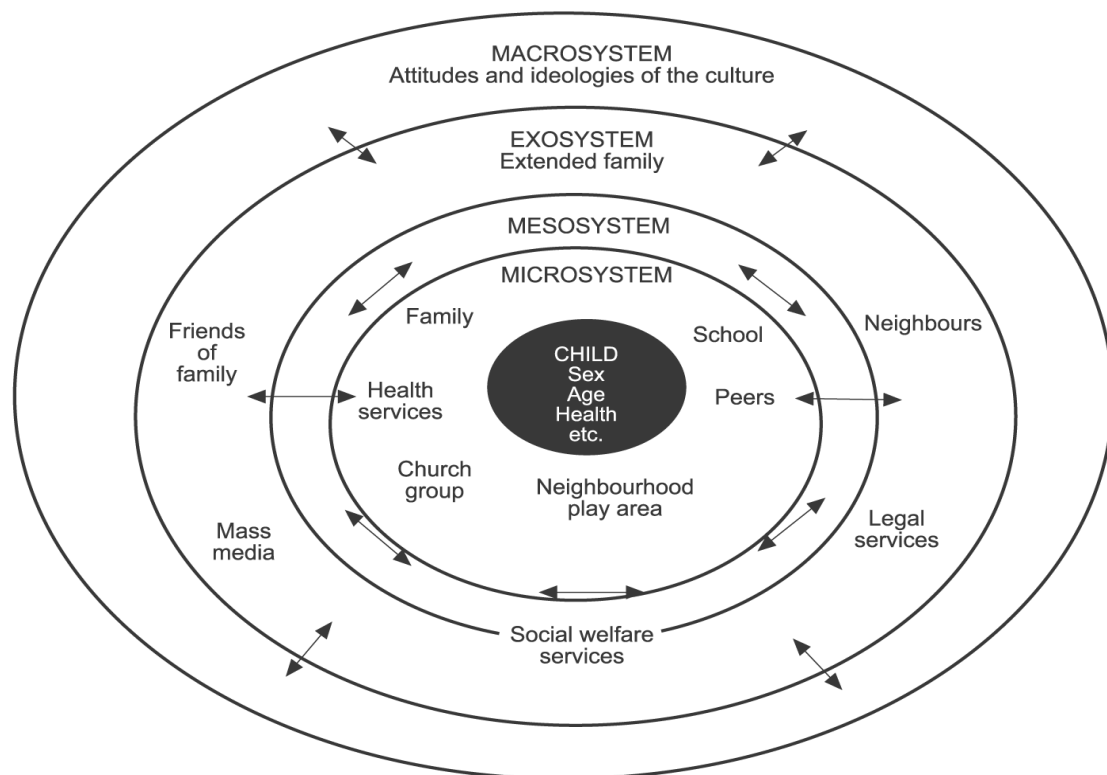 MACROSYSTEM
Attitudes and ideologies of the culture
EXOSYSTEM
Extended family
MESOSYSTEM
MICROSYSTEM
Family
School
Friends
of
family
Neighbours
CHILD
Sex
Age
Health
etc.
Health
services
Peers
Church
group
Neighbourhood
play area
Mass
media
Legal
services
Social welfare
services